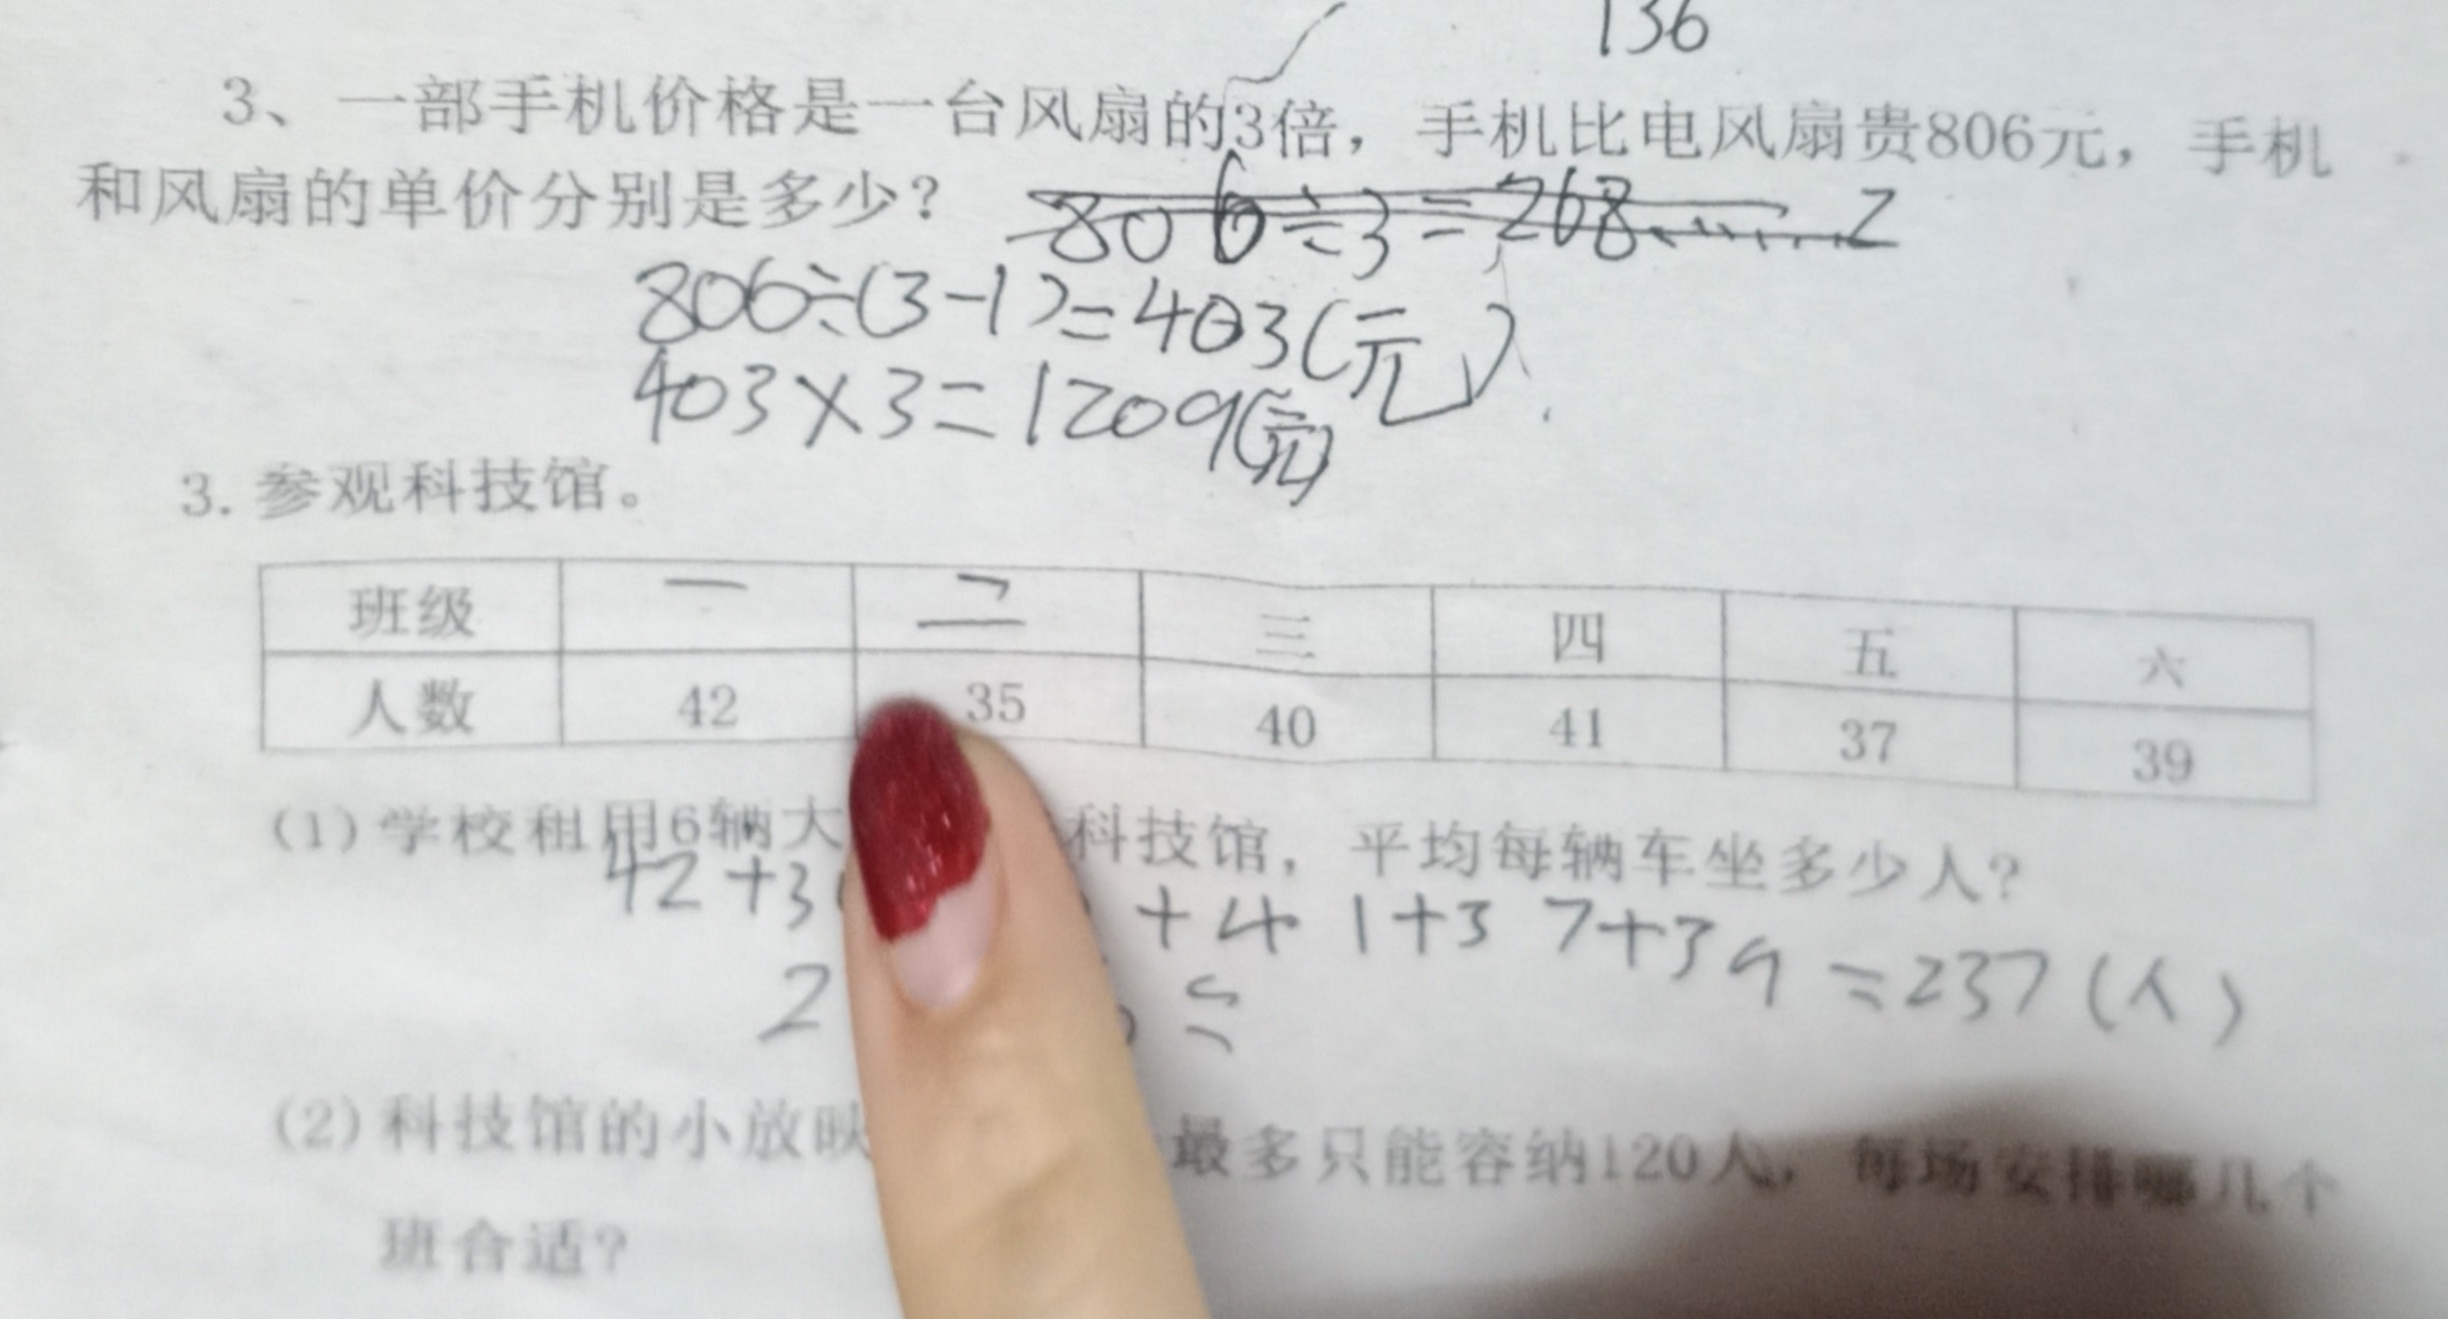 136
3、一部手机价格是一台风扇的3倍，手机比电风扇贵806元，手机
和风扇的单价分别是多少？ 806÷3=268……2
806÷(3-1)=403(元)
403×3=1209(元)
3.参观科技馆。
班级 一 二 三 四 五 六
人数 42 35 40 41 37 39
(1)学校租用6辆大 科技馆，平均每辆车坐多少人？
42+3 +41+37+39=237(人)
2 =
(2)科技馆的小放映 最多只能容纳120人，每场安排哪几个
班合适？